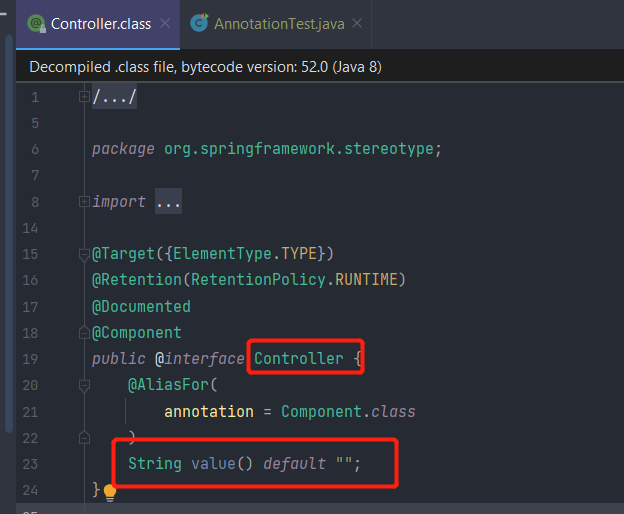 Controller.class
AnnotationTest.java
Decompiled .class file, bytecode version: 52.0 (Java 8)
1 /.../
5
6 package org.springframework.stereotype;
7
8 import ...
14
15 @Target({ElementType.TYPE})
16 @Retention(RetentionPolicy.RUNTIME)
17 @Documented
18 @Component
19 public @interface Controller {
20 @AliasFor(
21 annotation = Component.class
22 )
23 String value() default "";
24 }